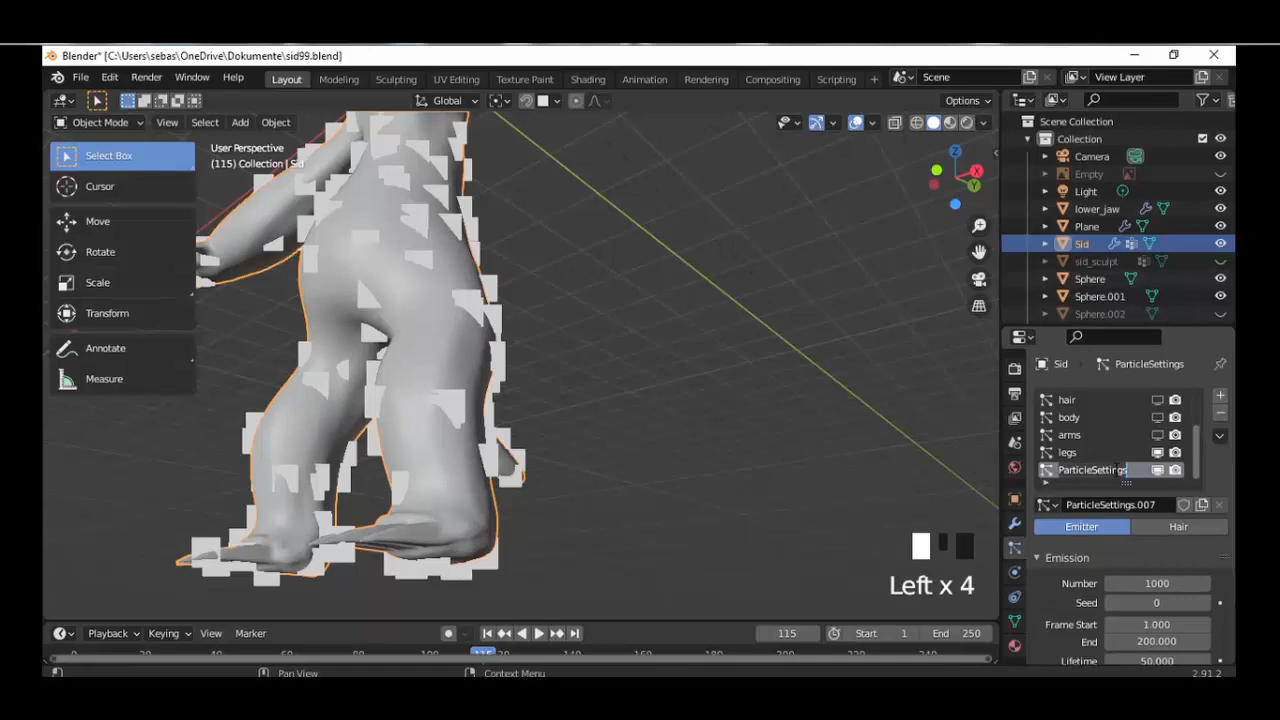 Blender* [C:\Users\sebas\OneDrive\Dokumente\sid99.blend]
File Edit Render Window Help Layout Modeling Sculpting UV Editing Texture Paint Shading Animation Rendering Compositing Scripting + Scene View Layer
Global Options
Object Mode View Select Add Object
Select Box
Cursor
Move
Rotate
Scale
Transform
Annotate
Measure
User Perspective
(115) Collection | Sid
X
Y
Z
Left x 4
Scene Collection
Collection
Camera
Empty
Light
lower_jaw
Plane
Sid
sid_sculpt
Sphere
Sphere.001
Sphere.002
Sid ParticleSettings
hair
body
arms
legs
ParticleSettings
ParticleSettings.007
Emitter Hair
Emission
Number 1000
Seed 0
Frame Start 1.000
End 200.000
Lifetime 50.000
Playback Keying View Marker 115 Start 1 End 250
115
Pan View Context Menu 2.91.2